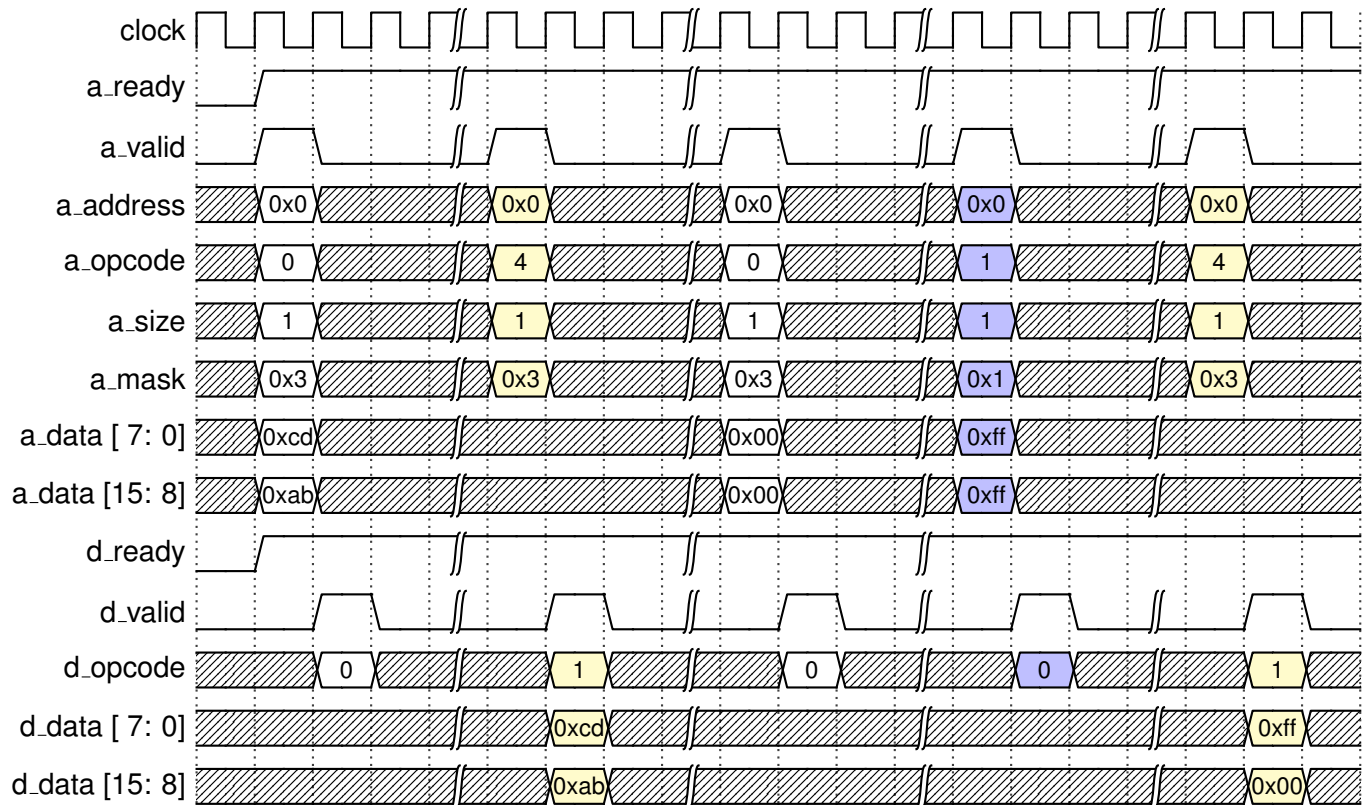 clock
a_ready
a_valid
a_address 0x0 0x0 0x0 0x0 0x0
a_opcode 0 4 0 1 4
a_size 1 1 1 1 1
a_mask 0x3 0x3 0x3 0x1 0x3
a_data [ 7: 0] 0xcd 0x00 0xff
a_data [15: 8] 0xab 0x00 0xff
d_ready
d_valid
d_opcode 0 1 0 0 1
d_data [ 7: 0] 0xcd 0xff
d_data [15: 8] 0xab 0x00